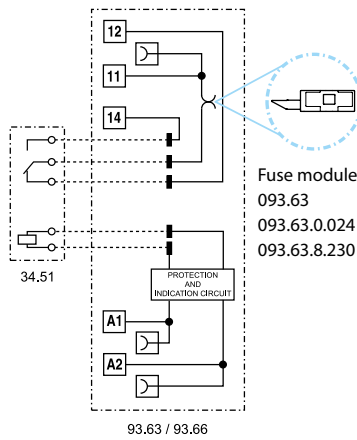 12
11
14
Fuse module
093.63
093.63.0.024
093.63.8.230
34.51
PROTECTION
AND
INDICATION CIRCUIT
A1
A2
93.63 / 93.66